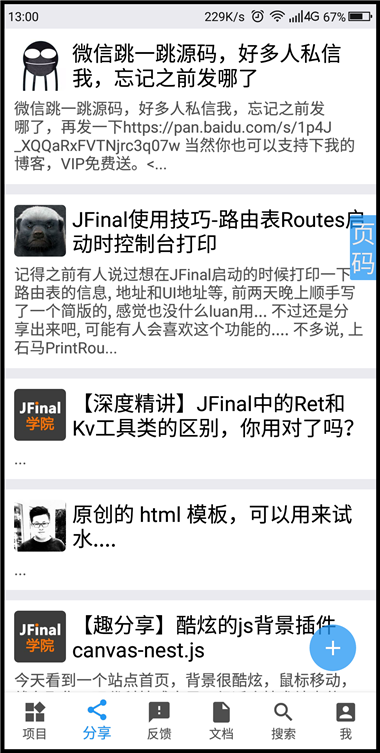 13:00
229K/s 4G 67%
微信跳一跳源码，好多人私信
我，忘记之前发哪了
微信跳一跳源码，好多人私信我，忘记之前发
哪了，再发一下https://pan.baidu.com/s/1p4J
_XQQaRxFVTNjrc3q07w 当然你也可以支持下我的
博客，VIP免费送。<...
JFinal使用技巧-路由表Routes启
动时控制台打印
页
码
记得之前有人说过想在JFinal启动的时候打印一下
路由表的信息, 地址和UI地址等, 前两天晚上顺手写
了一个简版的, 感觉也没什么luan用... 不过还是分
享出来吧, 可能有人会喜欢这个功能的.... 不多说, 上
石马PrintRou...
JFinal
学院
【深度精讲】JFinal中的Ret和
Kv工具类的区别，你用对了吗？
...
原创的 html 模板，可以用来试
水....
...
JFinal
学院
【趣分享】酷炫的js背景插件
canvas-nest.js
今天看到一个站点首页，背景很酷炫，鼠标移动，
项目
分享
反馈
文档
搜索
我